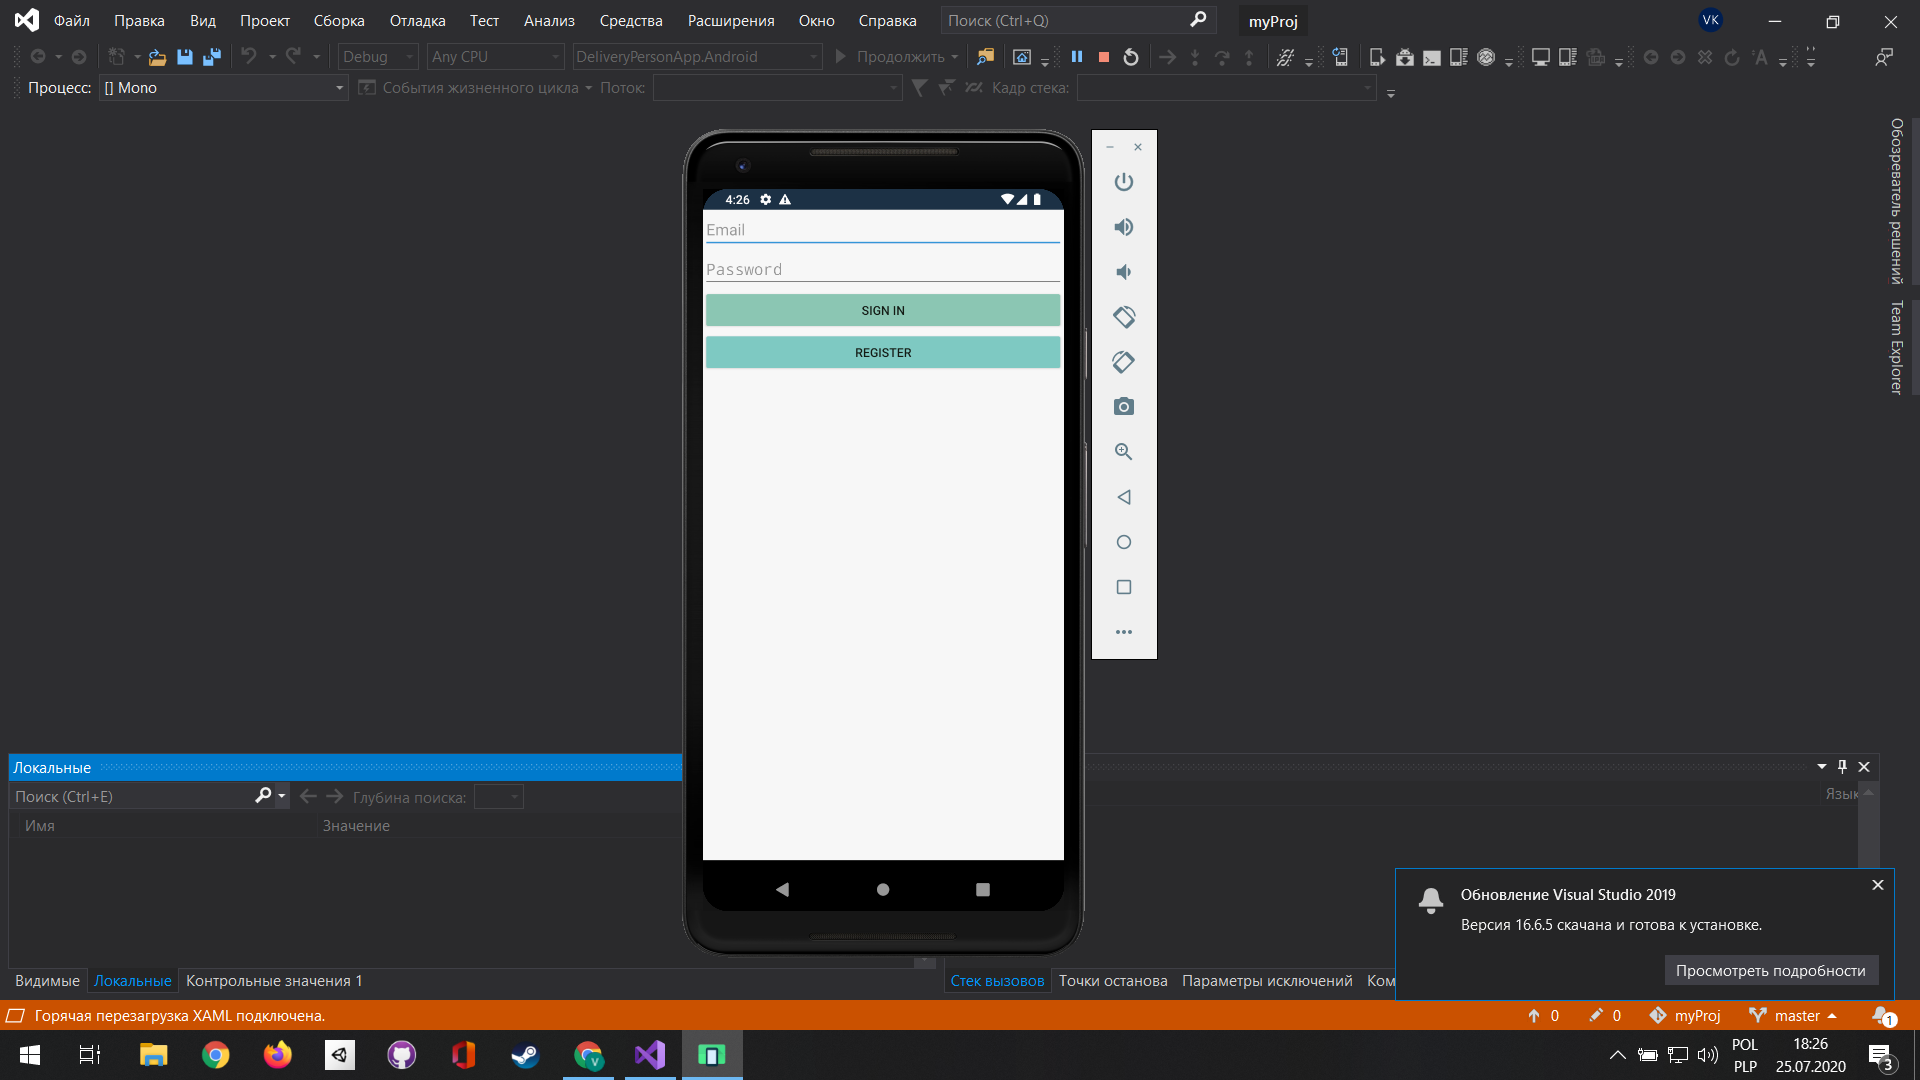 Файл Правка Вид Проект Сборка Отладка Тест Анализ Средства Расширения Окно Справка Поиск (Ctrl+Q) myProj VK
Debug Any CPU DeliveryPersonApp.Android Продолжить
Процесс: [] Mono События жизненного цикла Поток: Кадр стека:
Обозреватель решений
Team Explorer
4:26
Email
Password
SIGN IN
REGISTER
Локальные
Поиск (Ctrl+E) Глубина поиска:
Имя Значение
Язык
Обновление Visual Studio 2019
Версия 16.6.5 скачана и готова к установке.
Просмотреть подробности
Видимые Локальные Контрольные значения 1
Стек вызовов Точки останова Параметры исключений Ком
Горячая перезагрузка XAML подключена. 0 0 myProj master 1
POL 18:26
PLP 25.07.2020 3